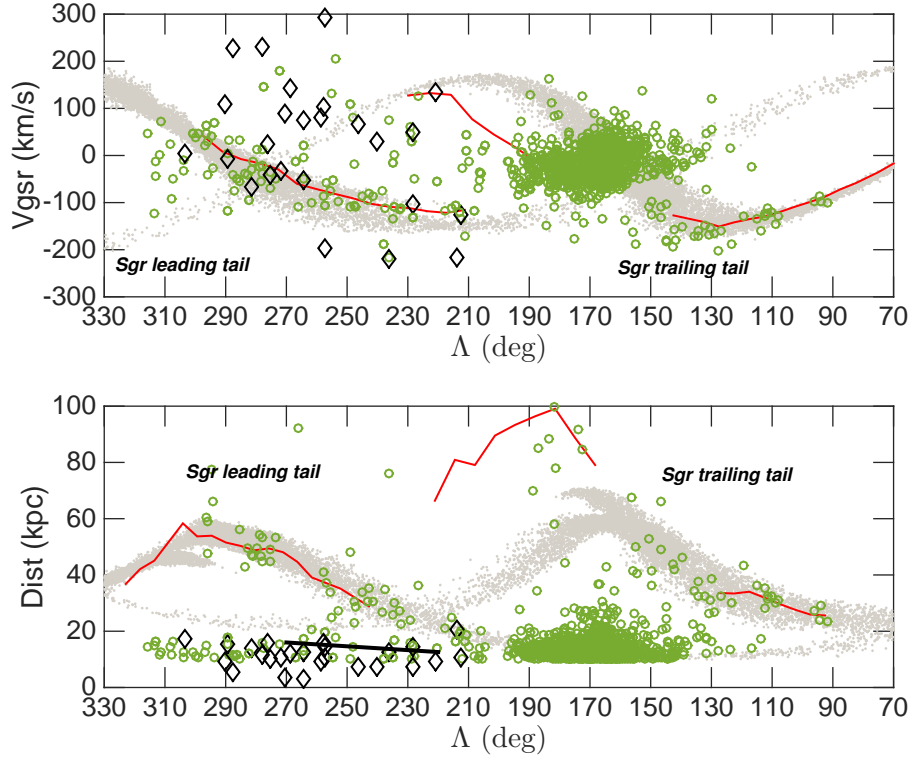 300
200
100
0
-100
-200
-300
Vgsr (km/s)
Sgr leading tail
Sgr trailing tail
330 310 290 270 250 230 210 190 170 150 130 110 90 70
Λ (deg)
100
80
60
40
20
0
Dist (kpc)
Sgr leading tail
Sgr trailing tail
330 310 290 270 250 230 210 190 170 150 130 110 90 70
Λ (deg)